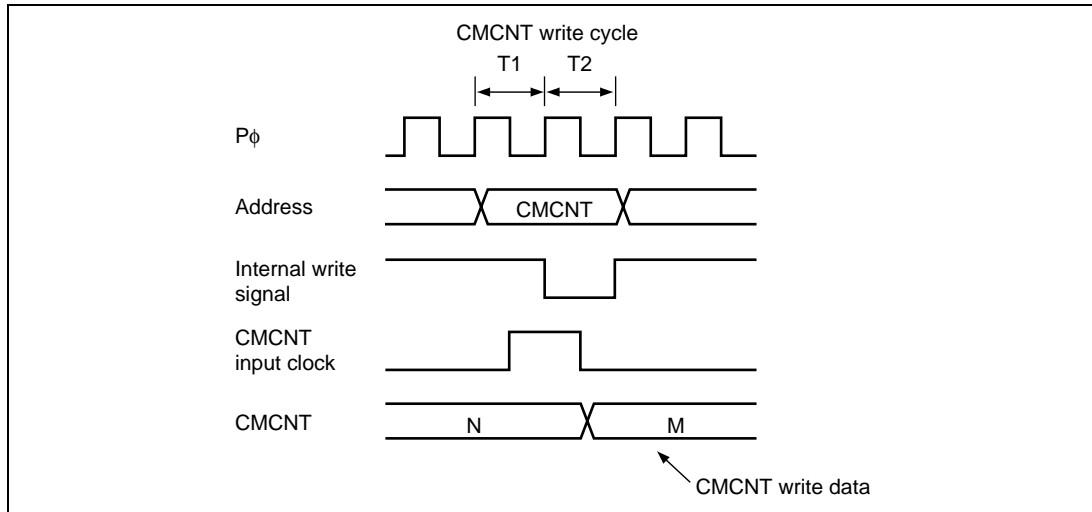 CMCNT write cycle
T1 T2
Pϕ
Address
CMCNT
Internal write
signal
CMCNT
input clock
CMCNT
N M
CMCNT write data